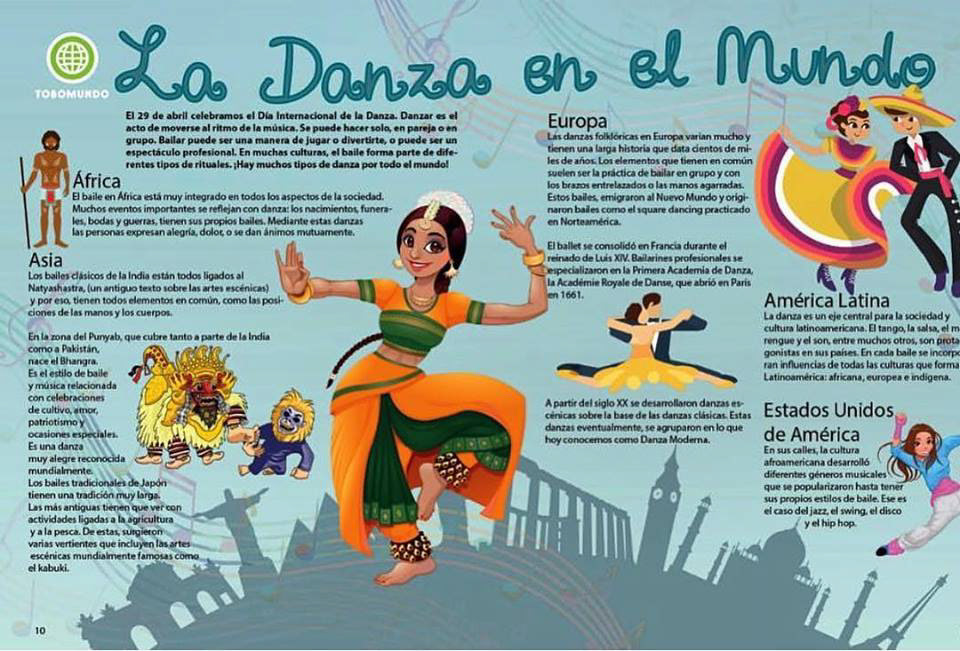 TOBOMUNDO
La Danza en el Mundo
El 29 de abril celebramos el Día Internacional de la Danza. Danzar es el
acto de moverse al ritmo de la música. Se puede hacer solo, en pareja o en
grupo. Bailar puede ser una manera de jugar o divertirte, o puede ser un
espectáculo profesional. En muchas culturas, el baile forma parte de dife-
rentes tipos de rituales. ¡Hay muchos tipos de danza por todo el mundo!
África
El baile en África está muy integrado en todos los aspectos de la sociedad.
Muchos eventos importantes se reflejan con danza: los nacimientos, funera-
les, bodas y guerras, tienen sus propios bailes. Mediante estas danzas
las personas expresan alegría, dolor, o se dan ánimos mutuamente.
Asia
Los bailes clásicos de la India están todos ligados al
Natyashastra, (un antiguo texto sobre las artes escénicas)
y por eso, tienen todos elementos en común, como las posi-
ciones de las manos y los cuerpos.
En la zona del Punyab, que cubre tanto a parte de la India
como a Pakistán,
nace el Bhangra.
Es el estilo de baile
y música relacionada
con celebraciones
de cultivo, amor,
patriotismo y
ocasiones especiales.
Es una danza
muy alegre reconocida
mundialmente.
Los bailes tradicionales de Japón
tienen una tradición muy larga.
Las más antiguas tienen que ver con
actividades ligadas a la agricultura
y a la pesca. De estas, surgieron
varias vertientes que incluyen las artes
escénicas mundialmente famosas como
el kabuki.
Europa
Las danzas folklóricas en Europa varian mucho y
tienen una larga historia que data cientos de mi-
les de años. Los elementos que tienen en común
suelen ser la práctica de bailar en grupo y con
los brazos entrelazados o las manos agarradas.
Estos bailes, emigraron al Nuevo Mundo y origi-
naron bailes como el square dancing practicado
en Norteamérica.
El ballet se consolidó en Francia durante el
reinado de Luis XIV. Bailarines profesionales se
especializaron en la Primera Academia de Danza,
la Académie Royale de Danse, que abrió en París
en 1661.
A partir del siglo XX se desarrollaron danzas es-
cénicas sobre la base de las danzas clásicas. Estas
danzas eventualmente, se agruparon en lo que
hoy conocemos como Danza Moderna.
América Latina
La danza es un eje central para la sociedad y
cultura latinoamericana. El tango, la salsa, el m
rengue y el son, entre muchos otros, son prota
gonistas en sus países. En cada baile se incorpo
ran influencias de todas las culturas que forma
Latinoamérica: africana, europea e indígena.
Estados Unidos
de América
En sus calles, la cultura
afroamericana desarrolló
diferentes géneros musicales
que se popularizaron hasta tener
sus propios estilos de baile. Ese es
el caso del jazz, el swing, el disco
y el hip hop.
10